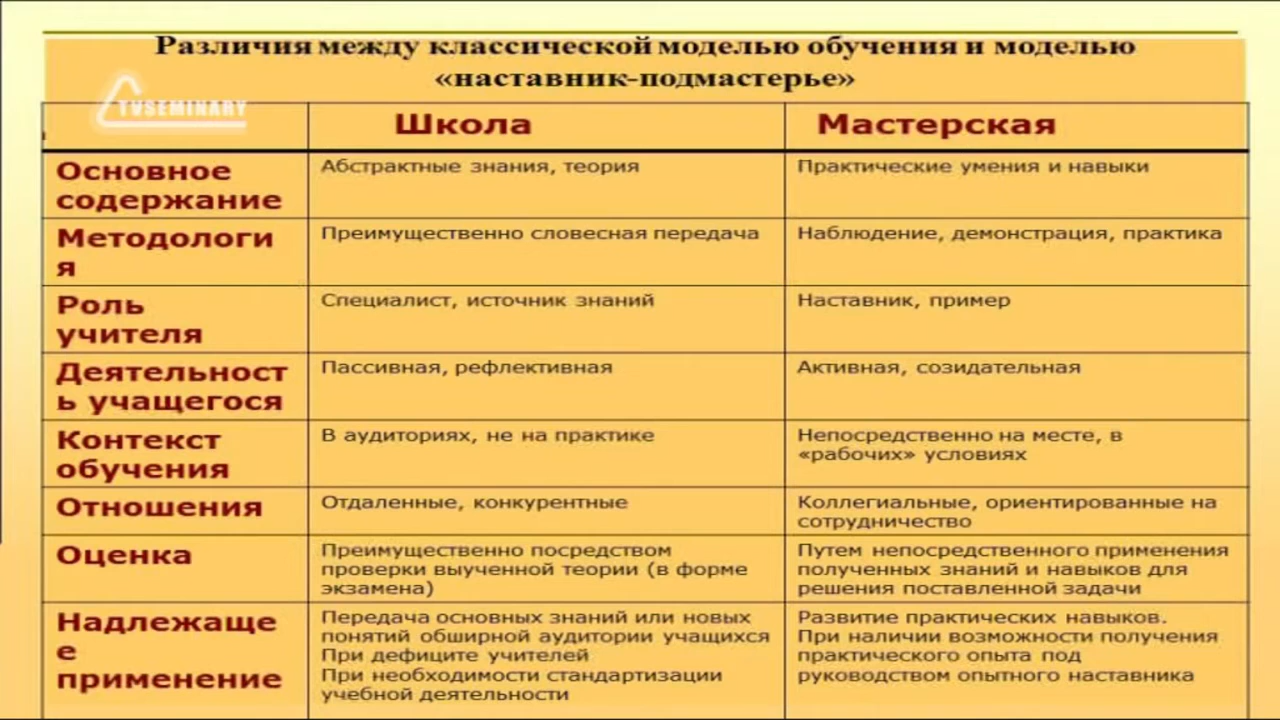 Различия между классической моделью обучения и моделью
«наставник-подмастерье»
TVSEMINARY
Школа
Мастерская
Основное
содержание
Абстрактные знания, теория
Практические умения и навыки
Методологи
я
Преимущественно словесная передача
Наблюдение, демонстрация, практика
Роль
учителя
Специалист, источник знаний
Наставник, пример
Деятельност
ь учащегося
Пассивная, рефлективная
Активная, созидательная
Контекст
обучения
В аудиториях, не на практике
Непосредственно на месте, в
«рабочих» условиях
Отношения
Отдаленные, конкурентные
Коллегиальные, ориентированные на
сотрудничество
Оценка
Преимущественно посредством
проверки выученной теории (в форме
экзамена)
Путем непосредственного применения
полученных знаний и навыков для
решения поставленной задачи
Надлежаще
е
применение
Передача основных знаний или новых
понятий обширной аудитории учащихся
При дефиците учителей
При необходимости стандартизации
учебной деятельности
Развитие практических навыков.
При наличии возможности получения
практического опыта под
руководством опытного наставника